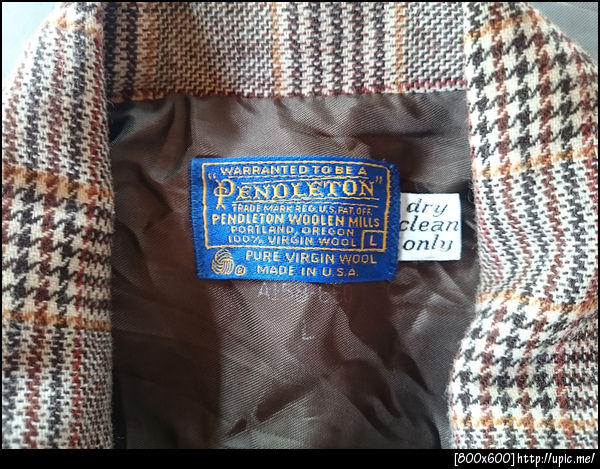 WARRANTED TO BE A
"PENDLETON"
TRADE MARK REG. U.S. PAT. OFF.
PENDLETON WOOLEN MILLS
PORTLAND, OREGON
100% VIRGIN WOOL L
PURE VIRGIN WOOL
MADE IN U.S.A.
dry
clean
only
L
[800x600] http://upic.me/